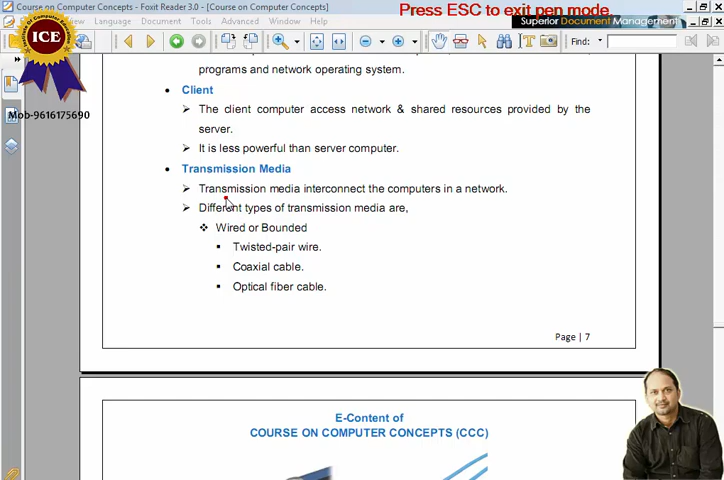 Course on Computer Concepts - Foxit Reader 3.0 - [Course on Computer Concepts]
Press ESC to exit pen mode
Language Document Tools Advanced Window Help
Superior Document Management
ICE
Find:
programs and network operating system.
• Client
➤ The client computer access network & shared resources provided by the
server.
Mob-9616175690
➤ It is less powerful than server computer.
• Transmission Media
➤ Transmission media interconnect the computers in a network.
➤ Different types of transmission media are,
❖ Wired or Bounded
▪ Twisted-pair wire.
▪ Coaxial cable.
▪ Optical fiber cable.
Page | 7
E-Content of
COURSE ON COMPUTER CONCEPTS (CCC)